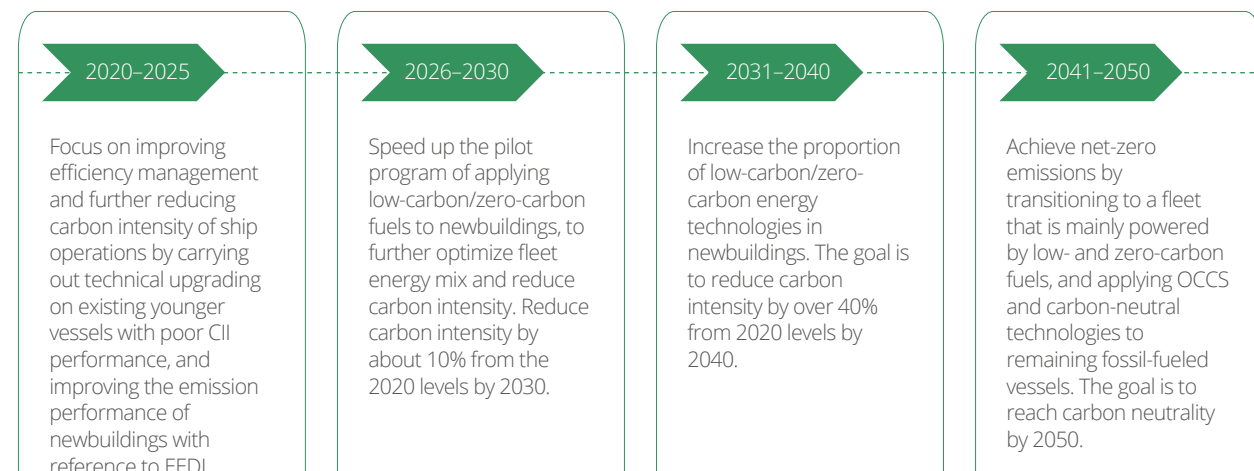 2020–2025
Focus on improving
efficiency management
and further reducing
carbon intensity of ship
operations by carrying
out technical upgrading
on existing younger
vessels with poor CII
performance, and
improving the emission
performance of
newbuildings with
reference to EEDI
2026–2030
Speed up the pilot
program of applying
low-carbon/zero-carbon
fuels to newbuildings, to
further optimize fleet
energy mix and reduce
carbon intensity. Reduce
carbon intensity by
about 10% from the
2020 levels by 2030.
2031–2040
Increase the proportion
of low-carbon/zero-
carbon energy
technologies in
newbuildings. The goal is
to reduce carbon
intensity by over 40%
from 2020 levels by
2040.
2041–2050
Achieve net-zero
emissions by
transitioning to a fleet
that is mainly powered
by low- and zero-carbon
fuels, and applying OCCS
and carbon-neutral
technologies to
remaining fossil-fueled
vessels. The goal is to
reach carbon neutrality
by 2050.